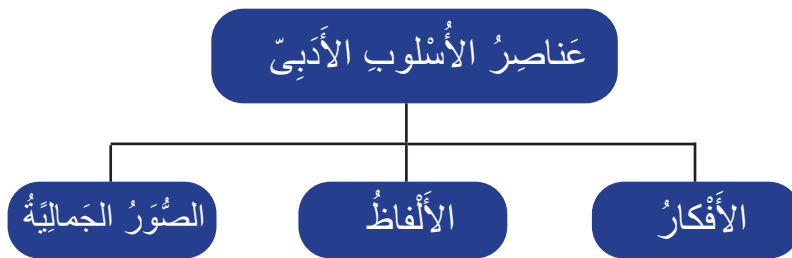 عَناصِرُ الأُسْلوبِ الأَدَبِىّ
الأَفْكارُ
الأَلْفاظُ
الصُّوَرُ الجَمالِيَّةُ